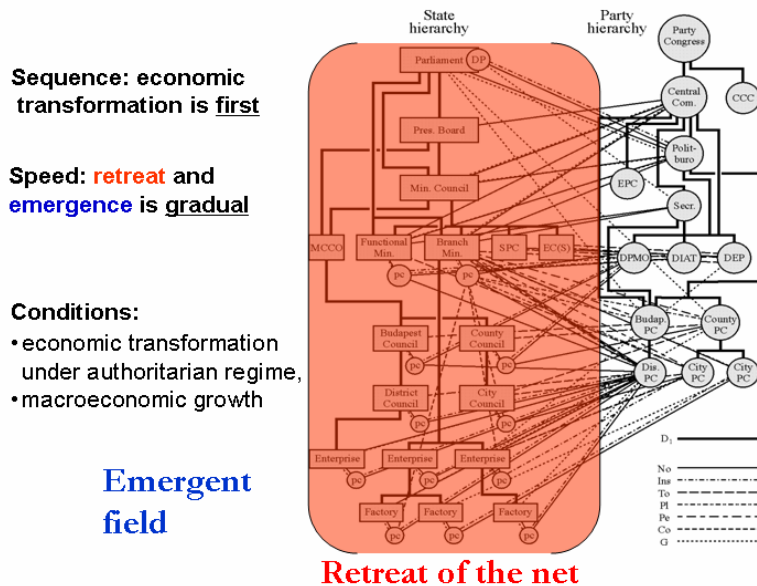 State
hierarchy
Party
hierarchy
Sequence: economic
transformation is first
Speed: retreat and
emergence is gradual
Conditions:
•economic transformation
under authoritarian regime,
•macroeconomic growth
Emergent
field
Retreat of the net
Parliament
DP
Pres. Board
Min. Council
MCCO
Functional
Min.
Branch
Min.
SPC
EC(S)
pc
pc
Budapest
Council
County
Council
pc
pc
District
Council
City
Council
pc
pc
Enterprise
Enterprise
Enterprise
pc
pc
pc
Factory
Factory
Factory
pc
pc
pc
Party
Congress
Central
Com.
CCC
Polit-
buro
EPC
Secr.
DPMO
DIAT
DEP
Budap.
PC
County
PC
Dis.
PC
City
PC
City
PC
D1
No
Ins
To
Pl
Pe
Co
G